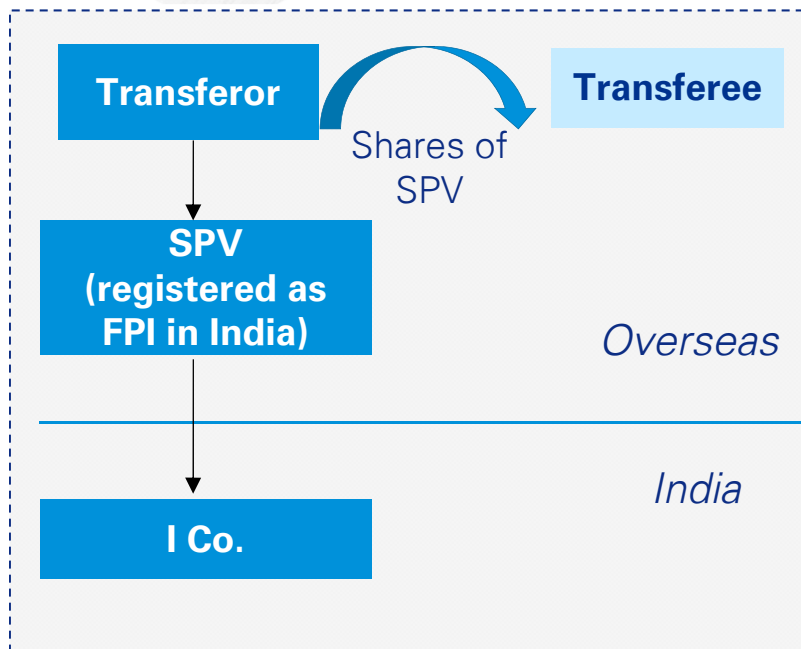 Transferor
Transferee
Shares of
SPV
SPV
(registered as
FPI in India)
Overseas
India
I Co.